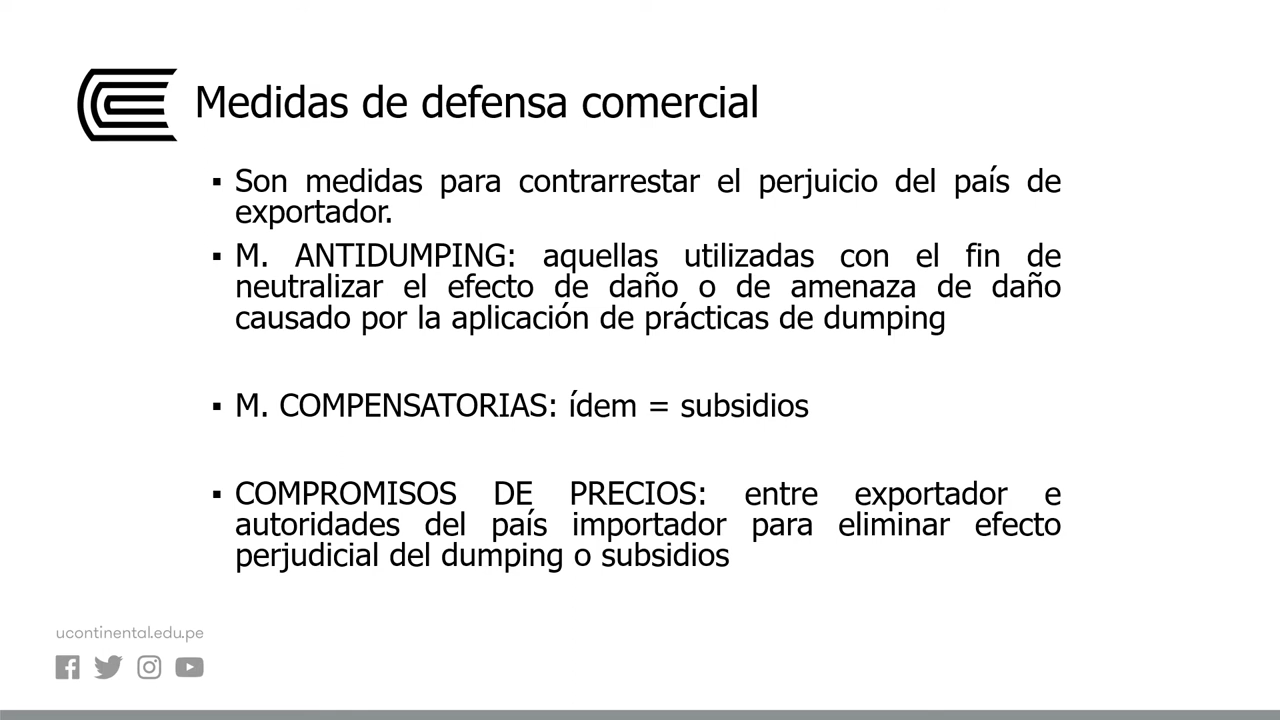 Medidas de defensa comercial
▪ Son medidas para contrarrestar el perjuicio del país de
exportador.
▪ M. ANTIDUMPING: aquellas utilizadas con el fin de
neutralizar el efecto de daño o de amenaza de daño
causado por la aplicación de prácticas de dumping
▪ M. COMPENSATORIAS: ídem = subsidios
▪ COMPROMISOS DE PRECIOS: entre exportador e
autoridades del país importador para eliminar efecto
perjudicial del dumping o subsidios
ucontinental.edu.pe